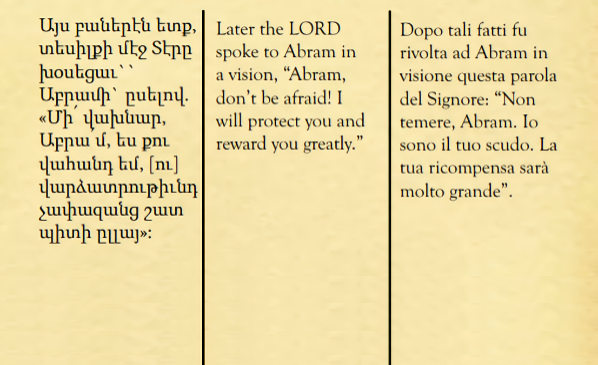 Այս բաներէն ետք,
տեսիլքի մէջ Տէրը
խօսեցաւ՝՝
Աբրամի՝ ըսելով.
«Մի՛ վախնար,
Աբրա՛մ, ես քու
վահանդ եմ, [ու]
վարձատրութիւնդ
չափազանց շատ
պիտի ըլլայ»:
Later the LORD
spoke to Abram in
a vision, “Abram,
don’t be afraid! I
will protect you and
reward you greatly.”
Dopo tali fatti fu
rivolta ad Abram in
visione questa parola
del Signore: “Non
temere, Abram. Io
sono il tuo scudo. La
tua ricompensa sarà
molto grande”.